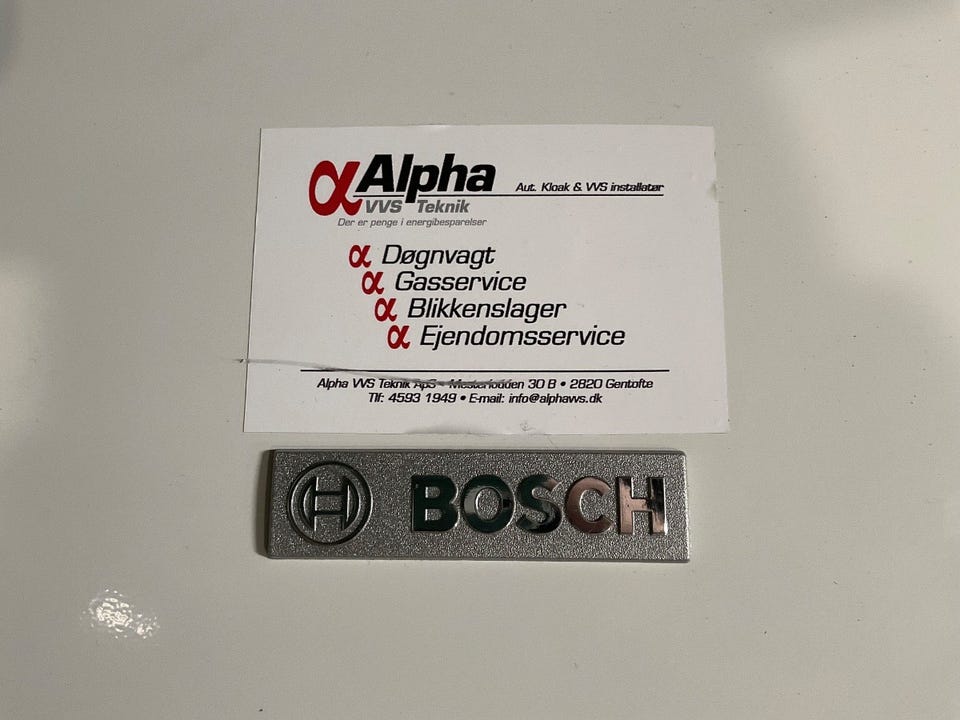 αAlpha
Aut. Kloak & VVS installatør
VVS Teknik
Der er penge i energibesparelser
α Døgnvagt
α Gasservice
α Blikkenslager
α Ejendomsservice
Alpha VVS Teknik ApS - Mesterlodden 30 B • 2820 Gentofte
Tlf: 4593 1949 • E-mail: info@alphavvs.dk
BOSCH